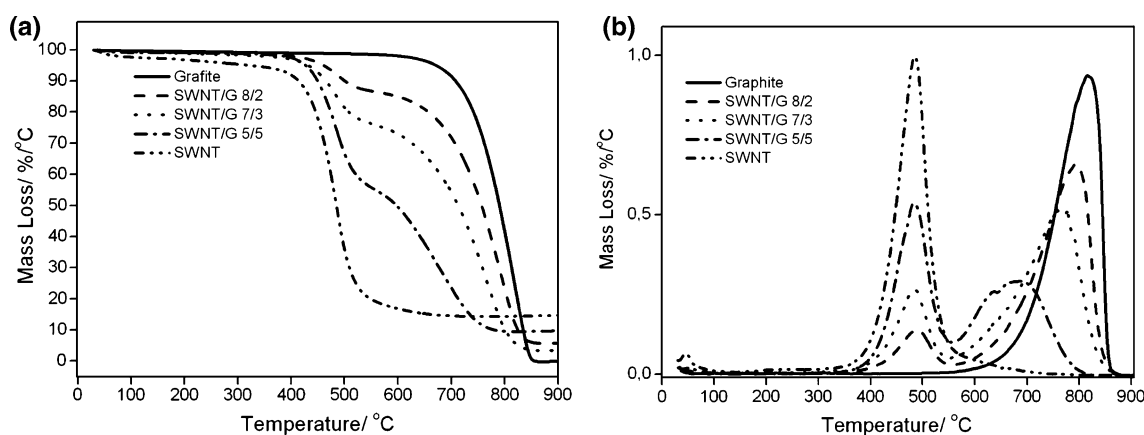 (a)
100
90
80
70
60
50
40
30
20
10
0
Mass Loss/ %/°C
Grafite
SWNT/G 8/2
SWNT/G 7/3
SWNT/G 5/5
SWNT
0 100 200 300 400 500 600 700 800 900
Temperature/ °C
(b)
1,0
0,5
0,0
Mass Loss/ %/°C
Graphite
SWNT/G 8/2
SWNT/G 7/3
SWNT/G 5/5
SWNT
0 100 200 300 400 500 600 700 800 900
Temperature/ °C